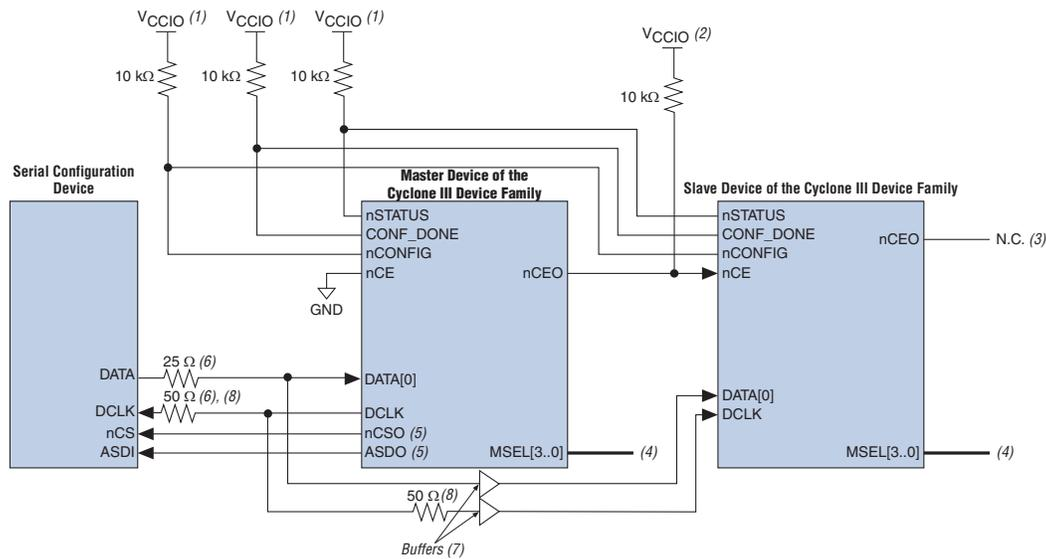 VCCIO (1)
VCCIO (1)
VCCIO (1)
VCCIO (2)
10 kΩ
10 kΩ
10 kΩ
10 kΩ
Serial Configuration
Device
Master Device of the
Cyclone III Device Family
Slave Device of the Cyclone III Device Family
nSTATUS
CONF_DONE
nCONFIG
nCE
nCEO
GND
nSTATUS
CONF_DONE
nCONFIG
nCE
nCEO
N.C. (3)
DATA
25 Ω (6)
DATA[0]
DCLK
50 Ω (6), (8)
DCLK
nCS
nCSO (5)
ASDI
ASDO (5)
MSEL[3..0]
(4)
DATA[0]
DCLK
MSEL[3..0]
(4)
50 Ω (8)
Buffers (7)